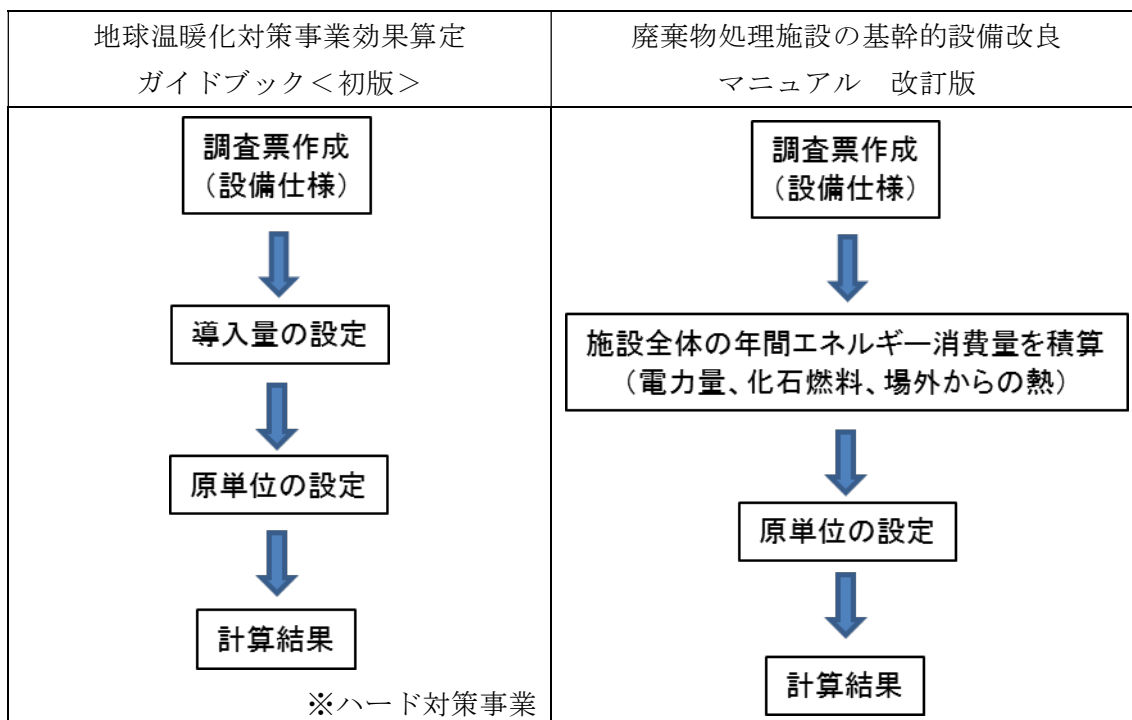 地球温暖化対策事業効果算定
ガイドブック＜初版＞
調査票作成
（設備仕様）
導入量の設定
原単位の設定
計算結果
※ハード対策事業
廃棄物処理施設の基幹的設備改良
マニュアル　改訂版
調査票作成
（設備仕様）
施設全体の年間エネルギー消費量を積算
（電力量、化石燃料、場外からの熱）
原単位の設定
計算結果